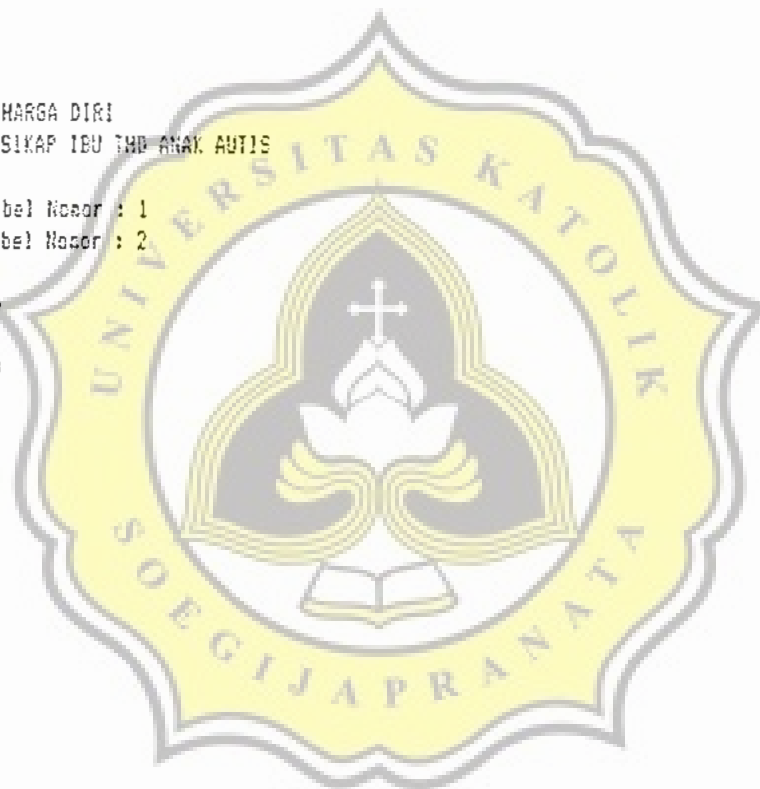 HARGA DIRI
SIKAP IBU THD ANAK AUTIS
bel Nomor : 1
bel Nomor : 2
UNIVERSITAS KATOLIK
SOEGIJAPRANATA